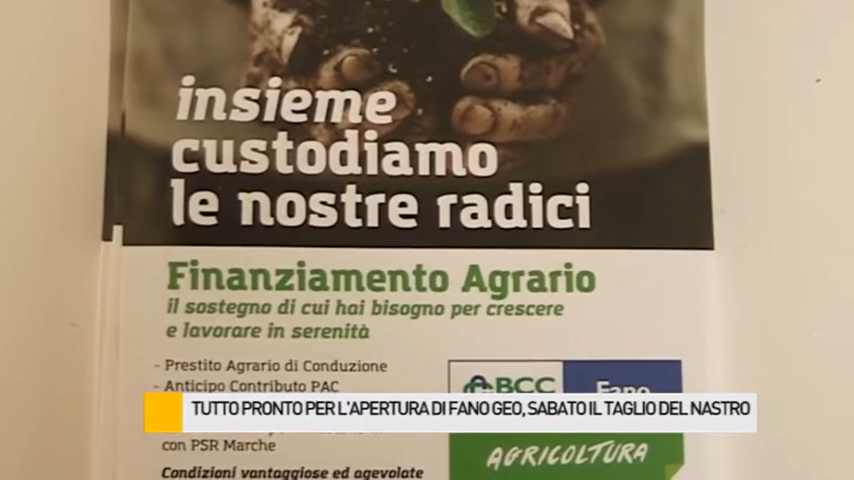 insieme
custodiamo
le nostre radici
Finanziamento Agrario
il sostegno di cui hai bisogno per crescere
e lavorare in serenità
- Prestito Agrario di Conduzione
- Anticipo Contributo PAC
BCC Fano
TUTTO PRONTO PER L'APERTURA DI FANO GEO, SABATO IL TAGLIO DEL NASTRO
con PSR Marche
AGRICOLTURA
Condizioni vantaggiose ed agevolate